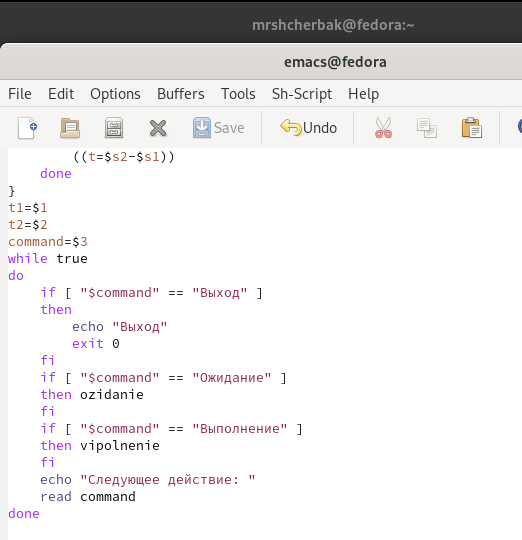 mrshcherbak@fedora:~
emacs@fedora
File Edit Options Buffers Tools Sh-Script Help
Save Undo
        ((t=$s2-$s1))
    done
}
t1=$1
t2=$2
command=$3
while true
do
    if [ "$command" == "Выход" ]
    then
        echo "Выход"
        exit 0
    fi
    if [ "$command" == "Ожидание" ]
    then ozidanie
    fi
    if [ "$command" == "Выполнение" ]
    then vipolnenie
    fi
    echo "Следующее действие: "
    read command
done